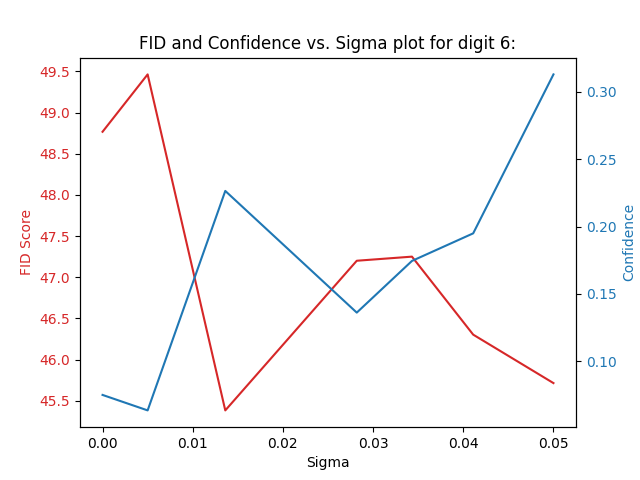 FID and Confidence vs. Sigma plot for digit 6:
49.5
49.0
48.5
48.0
47.5
47.0
46.5
46.0
45.5
FID Score
0.30
0.25
0.20
0.15
0.10
Confidence
0.00 0.01 0.02 0.03 0.04 0.05
Sigma